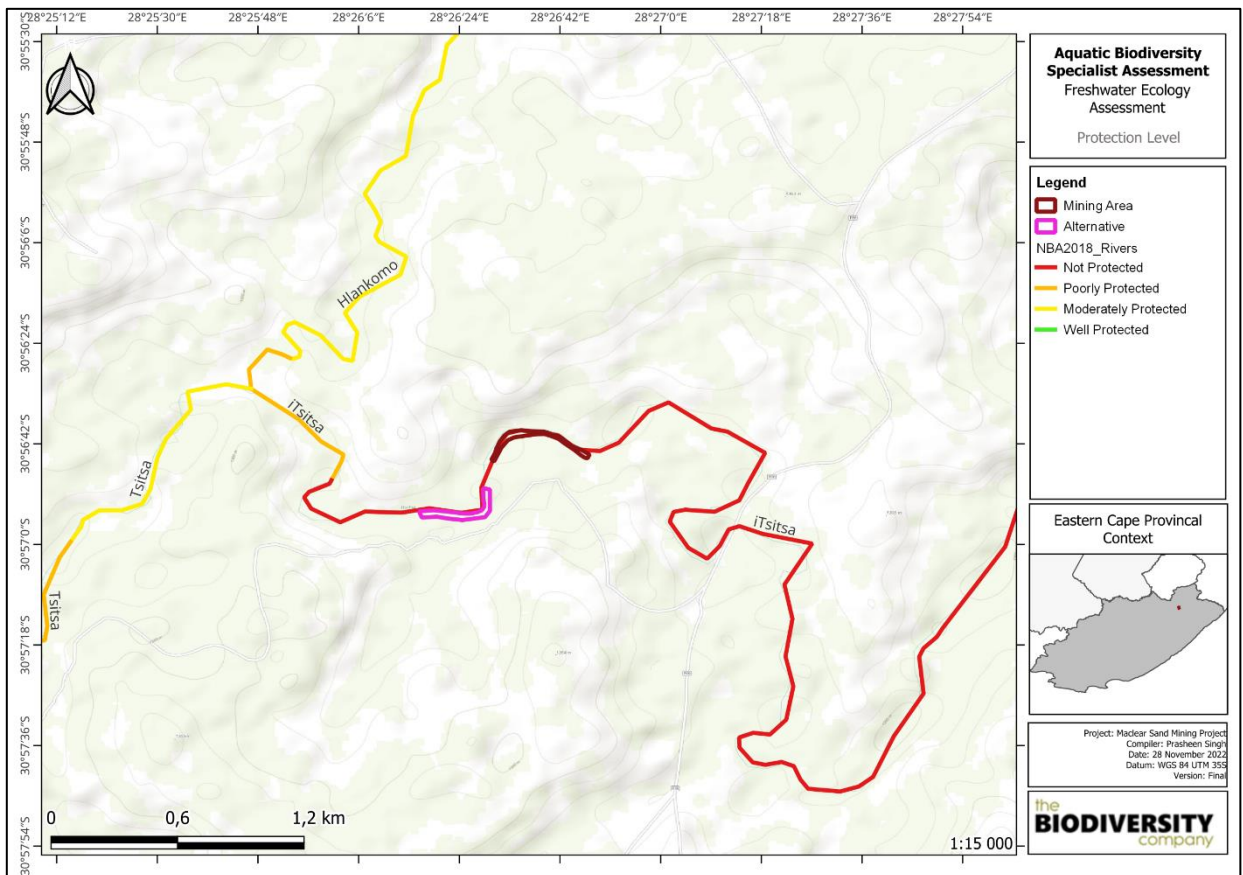 28°25′12″E 28°25′30″E 28°25′48″E 28°26′6″E 28°26′24″E 28°26′42″E 28°27′0″E 28°27′18″E 28°27′36″E 28°27′54″E
30°55′30″S
30°55′48″S
30°56′6″S
30°56′24″S
30°56′42″S
30°57′0″S
30°57′18″S
30°57′36″S
30°57′54″S
Hlankomo
iTsitsa
Tsitsa
iTsitsa
Tsitsa
0 0,6 1,2 km
1:15 000
Aquatic Biodiversity
Specialist Assessment
Freshwater Ecology
Assessment
Protection Level
Legend
Mining Area
Alternative
NBA2018_Rivers
Not Protected
Poorly Protected
Moderately Protected
Well Protected
Eastern Cape Provincal
Context
Project: Maclear Sand Mining Project
Compiler: Prasheen Singh
Date: 28 November 2022
Datum: WGS 84 UTM 35S
Version: Final
the
BIODIVERSITY
company